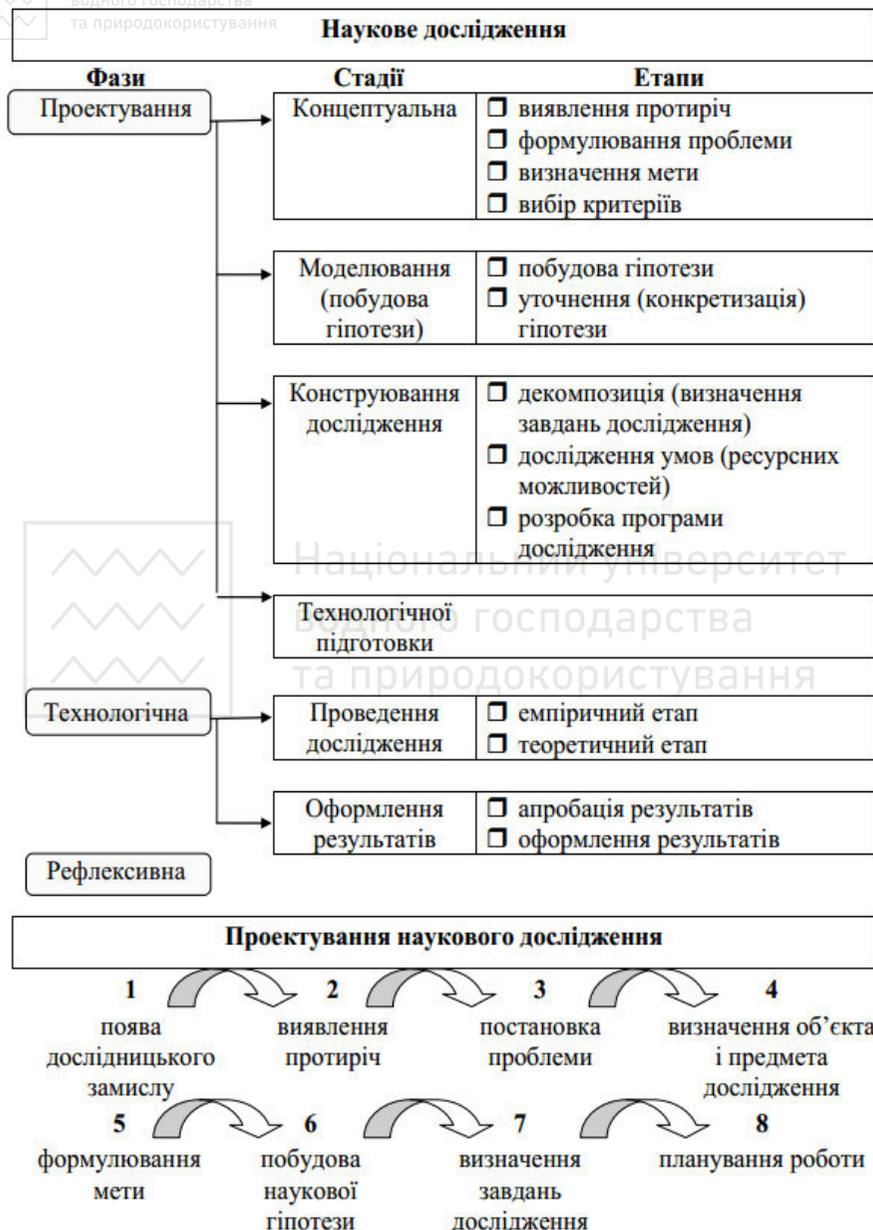 водного господарства
та природокористування
Наукове дослідження
Фази Стадії Етапи
Проектування
Концептуальна
❒ виявлення протиріч
❒ формулювання проблеми
❒ визначення мети
❒ вибір критеріїв
Моделювання
(побудова
гіпотези)
❒ побудова гіпотези
❒ уточнення (конкретизація)
гіпотези
Конструювання
дослідження
❒ декомпозиція (визначення
завдань дослідження)
❒ дослідження умов (ресурсних
можливостей)
❒ розробка програми
дослідження
Національний університет
водного господарства
та природокористування
Технологічної
підготовки
Технологічна
Проведення
дослідження
❒ емпіричний етап
❒ теоретичний етап
Оформлення
результатів
❒ апробація результатів
❒ оформлення результатів
Рефлексивна
Проектування наукового дослідження
1 2 3 4
поява
дослідницького
замислу
виявлення
протиріч
постановка
проблеми
визначення об’єкта
і предмета
дослідження
5 6 7 8
формулювання
мети
побудова
наукової
гіпотези
визначення
завдань
дослідження
планування роботи